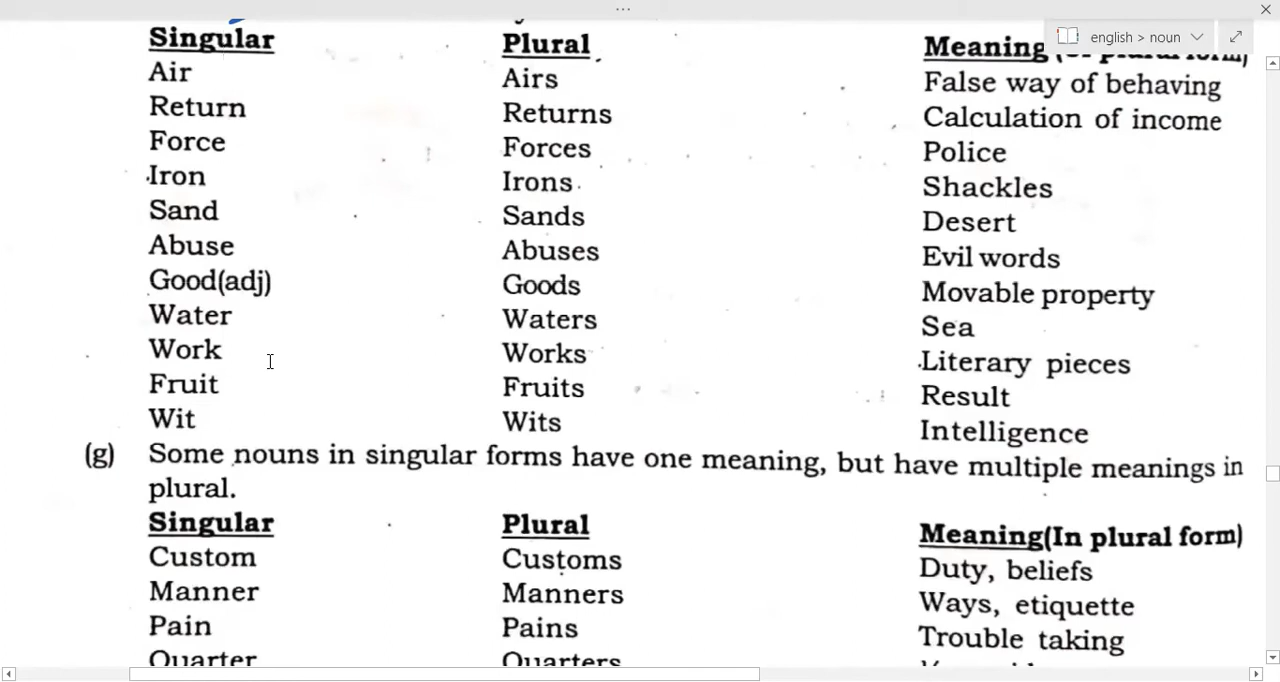 english > noun
Singular Plural Meaning
Air Airs False way of behaving
Return Returns Calculation of income
Force Forces Police
Iron Irons Shackles
Sand Sands Desert
Abuse Abuses Evil words
Good(adj) Goods Movable property
Water Waters Sea
Work Works Literary pieces
Fruit Fruits Result
Wit Wits Intelligence
(g) Some nouns in singular forms have one meaning, but have multiple meanings in
plural.
Singular Plural Meaning(In plural form)
Custom Customs Duty, beliefs
Manner Manners Ways, etiquette
Pain Pains Trouble taking
Quarter Quarters